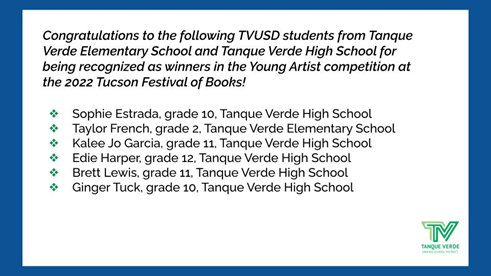 Congratulations to the following TVUSD students from Tanque
Verde Elementary School and Tanque Verde High School for
being recognized as winners in the Young Artist competition at
the 2022 Tucson Festival of Books!
❖ Sophie Estrada, grade 10, Tanque Verde High School
❖ Taylor French, grade 2, Tanque Verde Elementary School
❖ Kalee Jo Garcia, grade 11, Tanque Verde High School
❖ Edie Harper, grade 12, Tanque Verde High School
❖ Brett Lewis, grade 11, Tanque Verde High School
❖ Ginger Tuck, grade 10, Tanque Verde High School
TV
TANQUE VERDE
UNIFIED SCHOOL DISTRICT